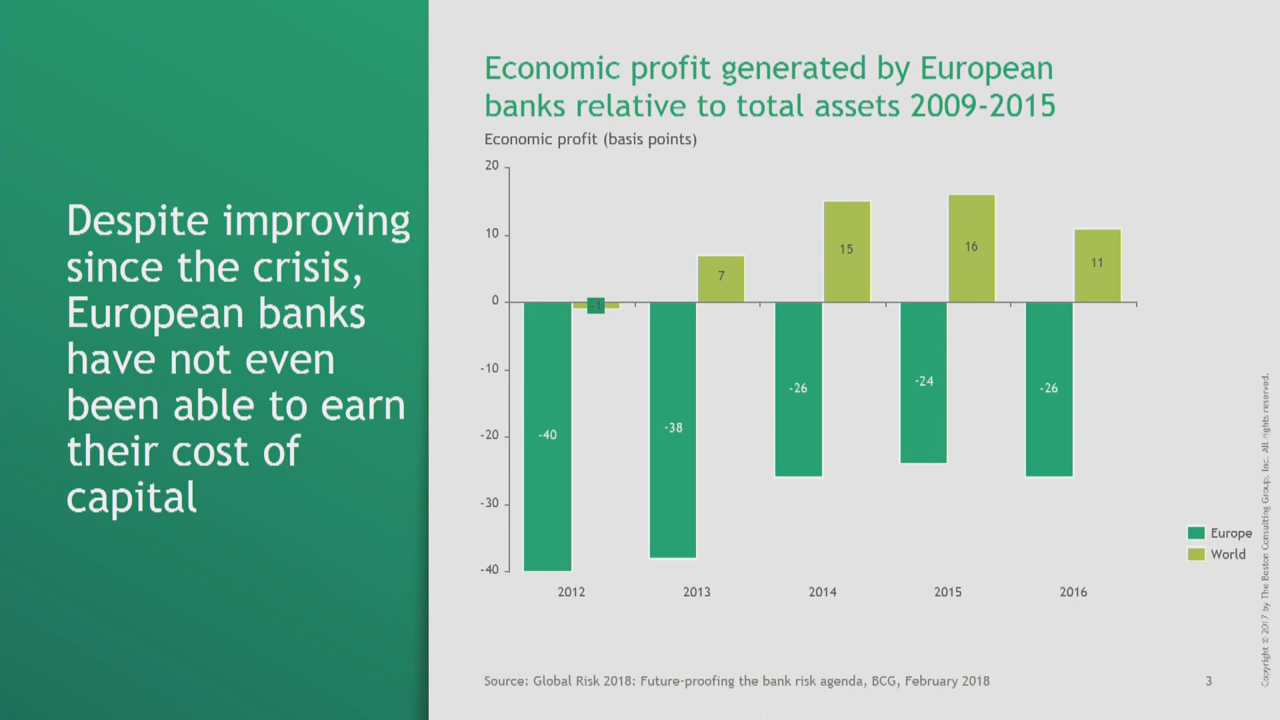 Despite improving
since the crisis,
European banks
have not even
been able to earn
their cost of
capital
Economic profit generated by European
banks relative to total assets 2009-2015
Economic profit (basis points)
20
10
0
-10
-20
-30
-40
-40
-1
-38
7
-26
15
-24
16
-26
11
2012
2013
2014
2015
2016
Europe
World
Source: Global Risk 2018: Future-proofing the bank risk agenda, BCG, February 2018
3
Copyright © 2017 by The Boston Consulting Group, Inc. All rights reserved.